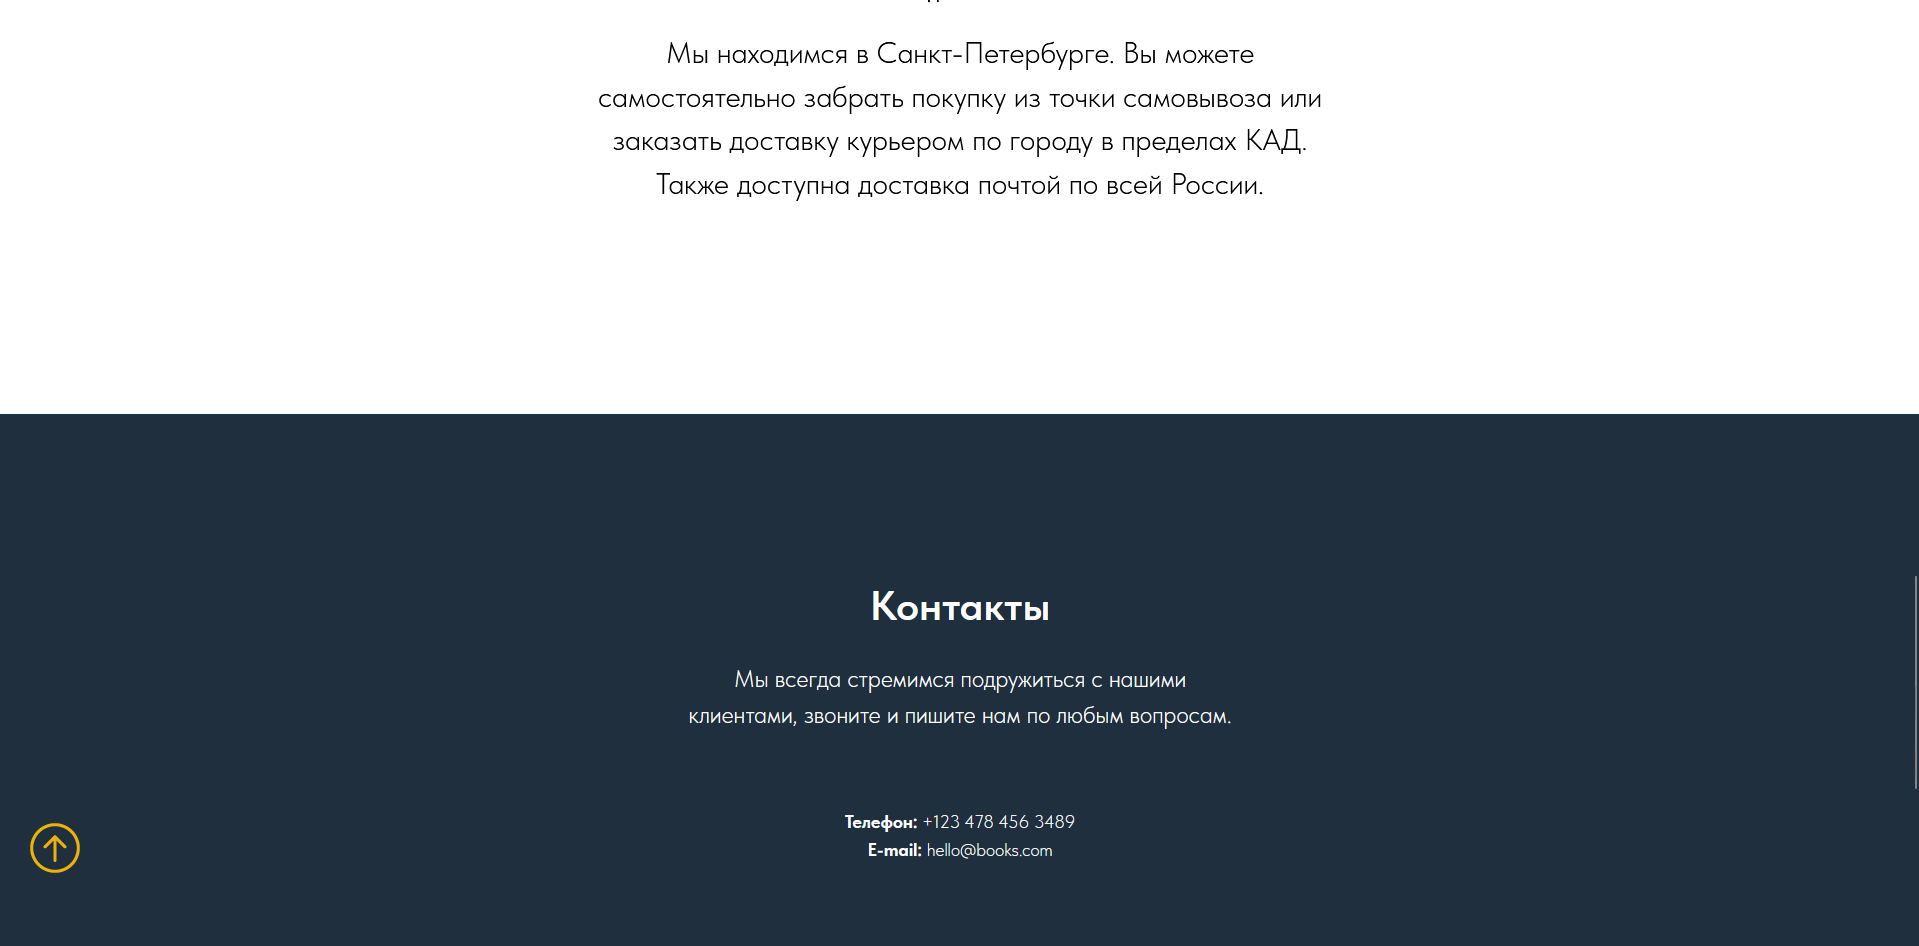 Мы находимся в Санкт-Петербурге. Вы можете
самостоятельно забрать покупку из точки самовывоза или
заказать доставку курьером по городу в пределах КАД.
Также доступна доставка почтой по всей России.
Контакты
Мы всегда стремимся подружиться с нашими
клиентами, звоните и пишите нам по любым вопросам.
Телефон: +123 478 456 3489
E-mail: hello@books.com